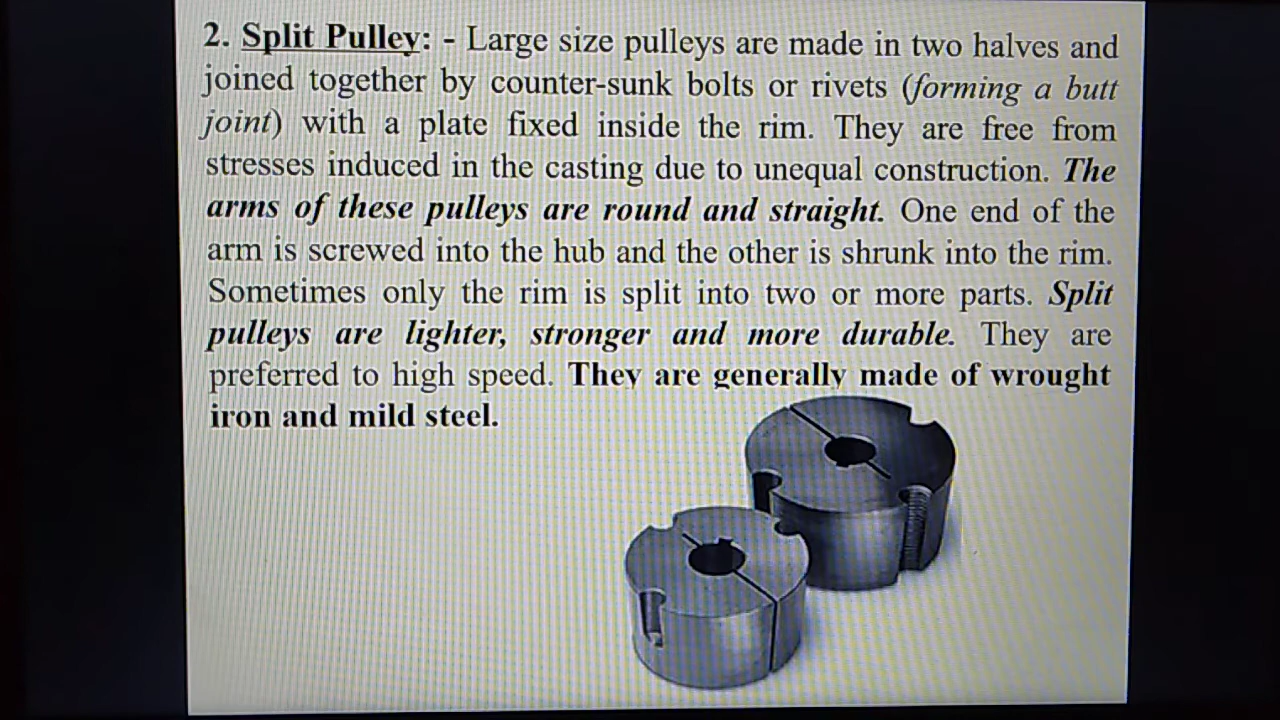 2. Split Pulley: - Large size pulleys are made in two halves and
joined together by counter-sunk bolts or rivets (forming a butt
joint) with a plate fixed inside the rim. They are free from
stresses induced in the casting due to unequal construction. The
arms of these pulleys are round and straight. One end of the
arm is screwed into the hub and the other is shrunk into the rim.
Sometimes only the rim is split into two or more parts. Split
pulleys are lighter, stronger and more durable. They are
preferred to high speed. They are generally made of wrought
iron and mild steel.